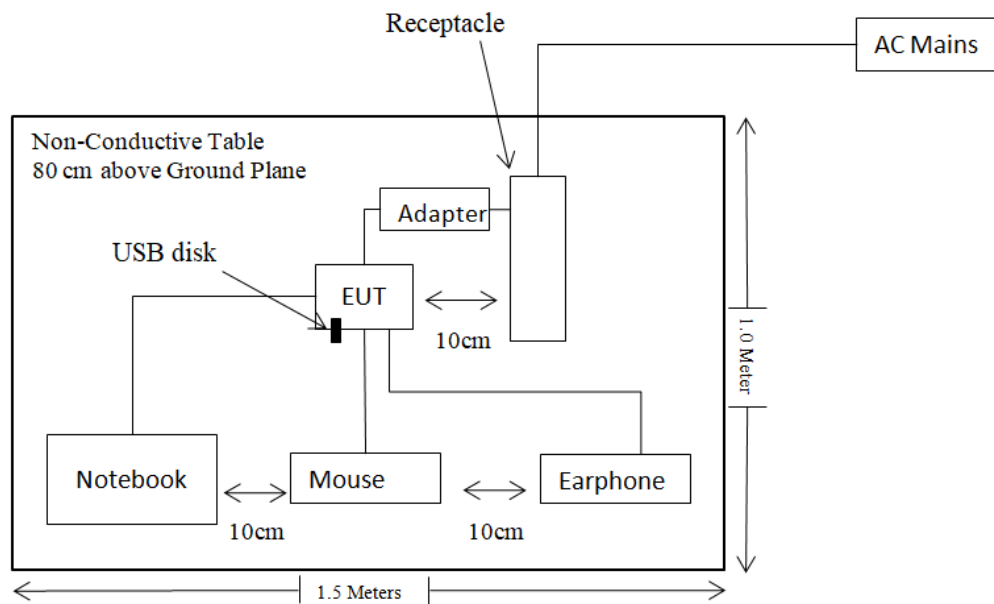 Receptacle
AC Mains
Non-Conductive Table
80 cm above Ground Plane
Adapter
USB disk
EUT
10cm
1.0 Meter
Notebook
Mouse
Earphone
10cm
10cm
1.5 Meters